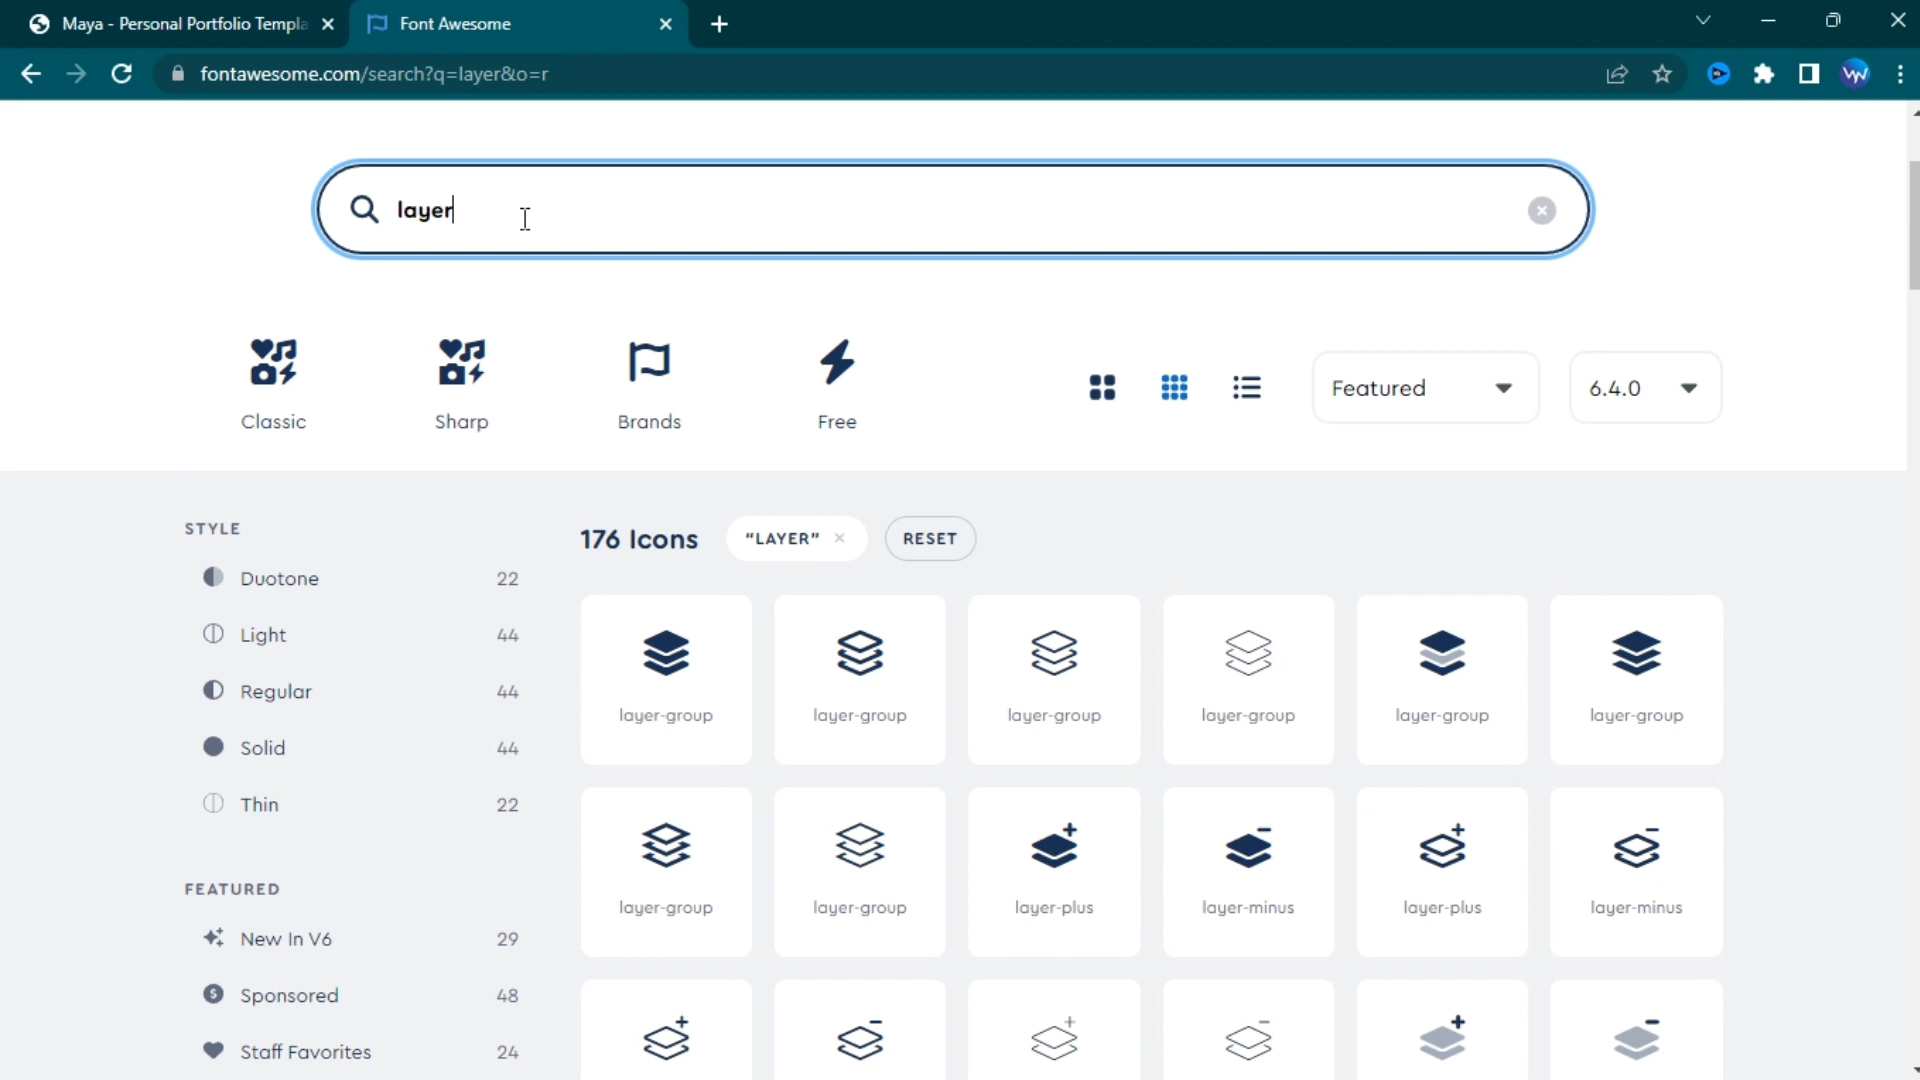 Maya - Personal Portfolio Templa
Font Awesome
fontawesome.com/search?q=layer&o=r
layer
Classic
Sharp
Brands
Free
Featured
6.4.0
STYLE
Duotone 22
Light 44
Regular 44
Solid 44
Thin 22
FEATURED
New In V6 29
Sponsored 48
Staff Favorites 24
176 Icons "LAYER" RESET
layer-group layer-group layer-group layer-group layer-group layer-group
layer-group layer-group layer-plus layer-minus layer-plus layer-minus